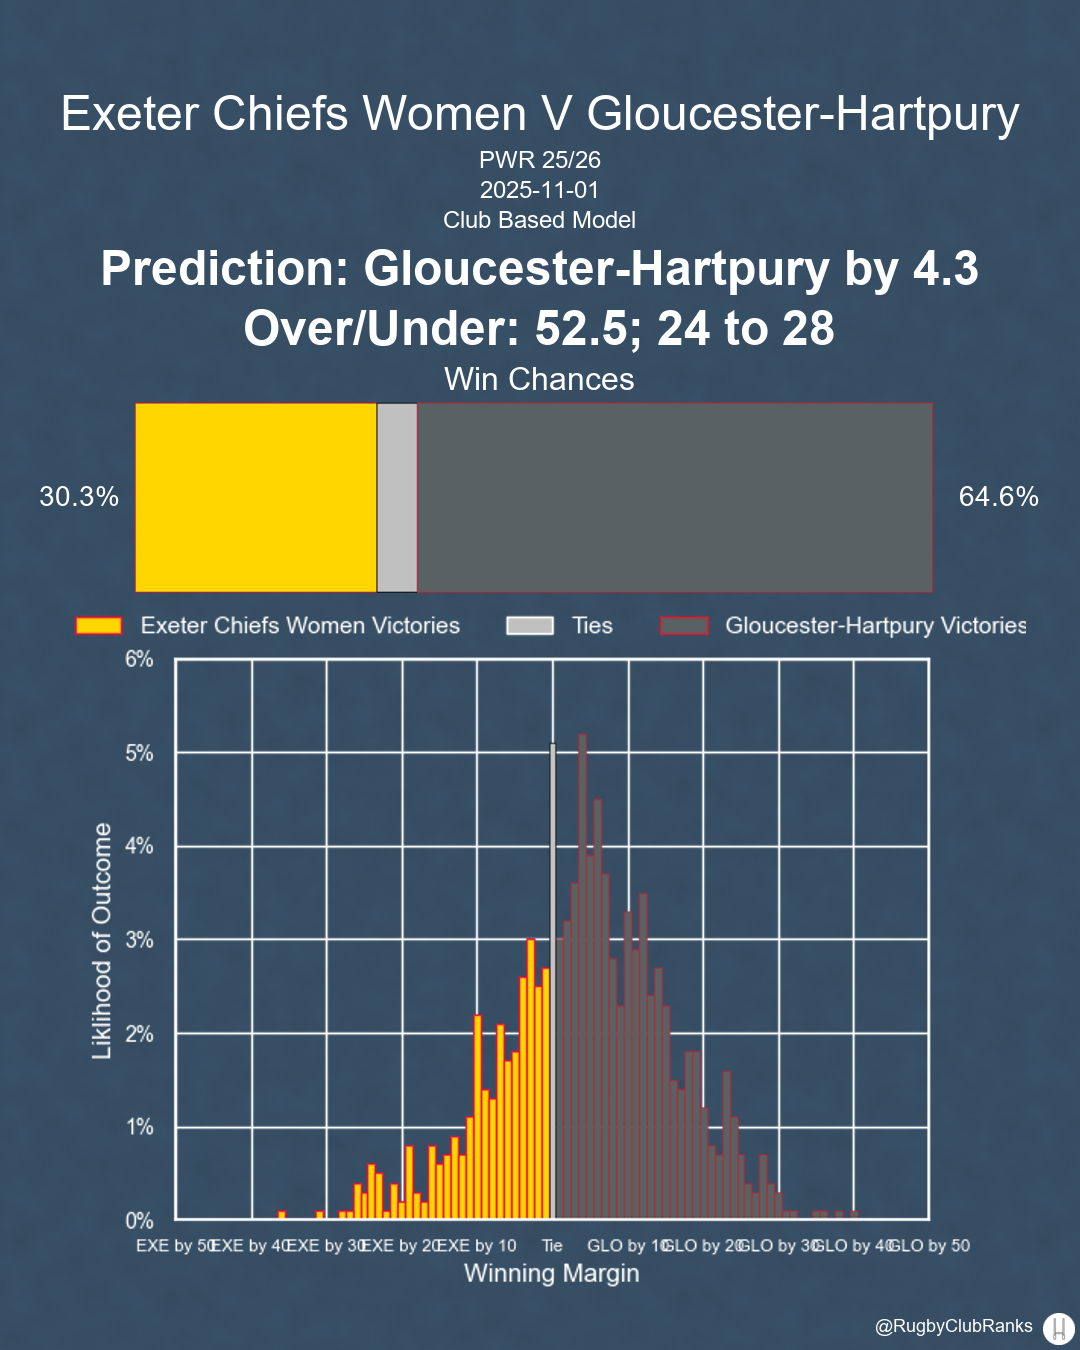 Exeter Chiefs Women V Gloucester-Hartpury
PWR 25/26
2025-11-01
Club Based Model
Prediction: Gloucester-Hartpury by 4.3
Over/Under: 52.5; 24 to 28
Win Chances
30.3%
64.6%
Exeter Chiefs Women Victories
Ties
Gloucester-Hartpury Victories
6%
5%
4%
3%
2%
1%
0%
Liklihood of Outcome
EXE by 50
EXE by 40
EXE by 30
EXE by 20
EXE by 10
Tie
GLO by 10
GLO by 20
GLO by 30
GLO by 40
GLO by 50
Winning Margin
@RugbyClubRanks